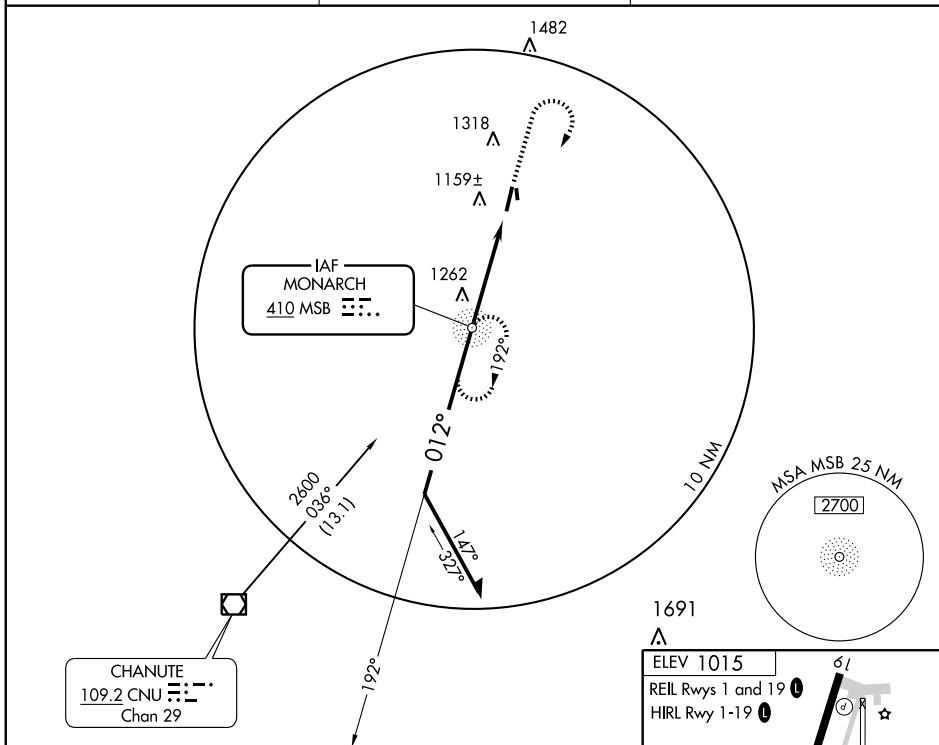 1482
1318
1159±
IAF
MONARCH
410 MSB
1262
192°
012°
10 NM
2600
036°
(13.1)
147°
327°
MSA MSB 25 NM
2700
CHANUTE
109.2 CNU
Chan 29
192°
1691
ELEV 1015
REIL Rwys 1 and 19 L
HIRL Rwy 1-19 L
19
P
X